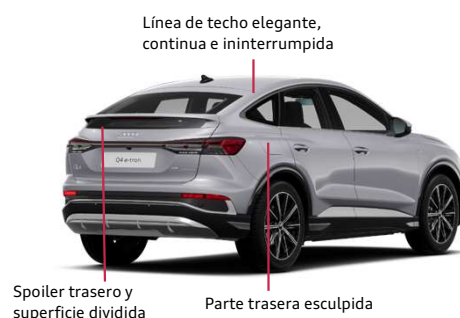 Línea de techo elegante,
continua e ininterrumpida
Q4 e-tron
Spoiler trasero y
superficie dividida
Parte trasera esculpida